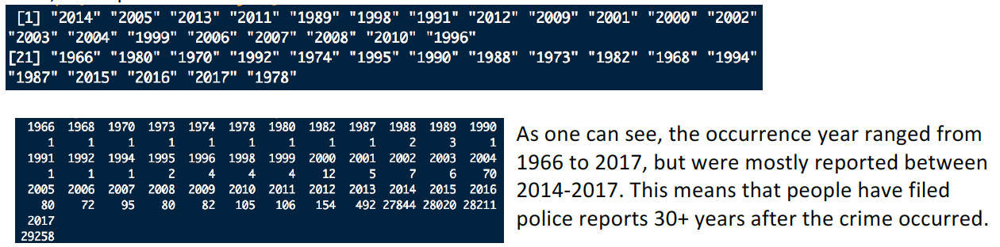 [1] "2014" "2005" "2013" "2011" "1989" "1998" "1991" "2012" "2009" "2001" "2000" "2002"
"2003" "2004" "1999" "2006" "2007" "2008" "2010" "1996"
[21] "1966" "1980" "1970" "1992" "1974" "1995" "1990" "1988" "1973" "1982" "1968" "1994"
"1987" "2015" "2016" "2017" "1978"
1966 1968 1970 1973 1974 1978 1980 1982 1987 1988 1989 1990
1 1 1 1 1 1 1 1 1 2 3 1
1991 1992 1994 1995 1996 1998 1999 2000 2001 2002 2003 2004
1 1 1 2 4 4 4 12 5 7 6 70
2005 2006 2007 2008 2009 2010 2011 2012 2013 2014 2015 2016
80 72 95 80 82 105 106 154 492 27844 28020 28211
2017
29258
As one can see, the occurrence year ranged from
1966 to 2017, but were mostly reported between
2014-2017. This means that people have filed
police reports 30+ years after the crime occurred.